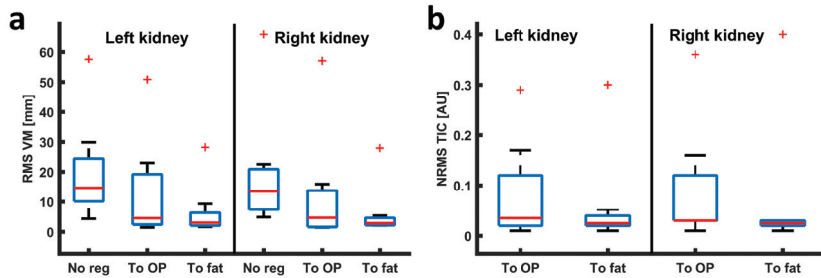 a
Left kidney
Right kidney
RMS VM [mm]
60
50
40
30
20
10
0
No reg
To OP
To fat
No reg
To OP
To fat
b
Left kidney
Right kidney
NRMS TIC [AU]
0.4
0.3
0.2
0.1
0
To OP
To fat
To OP
To fat